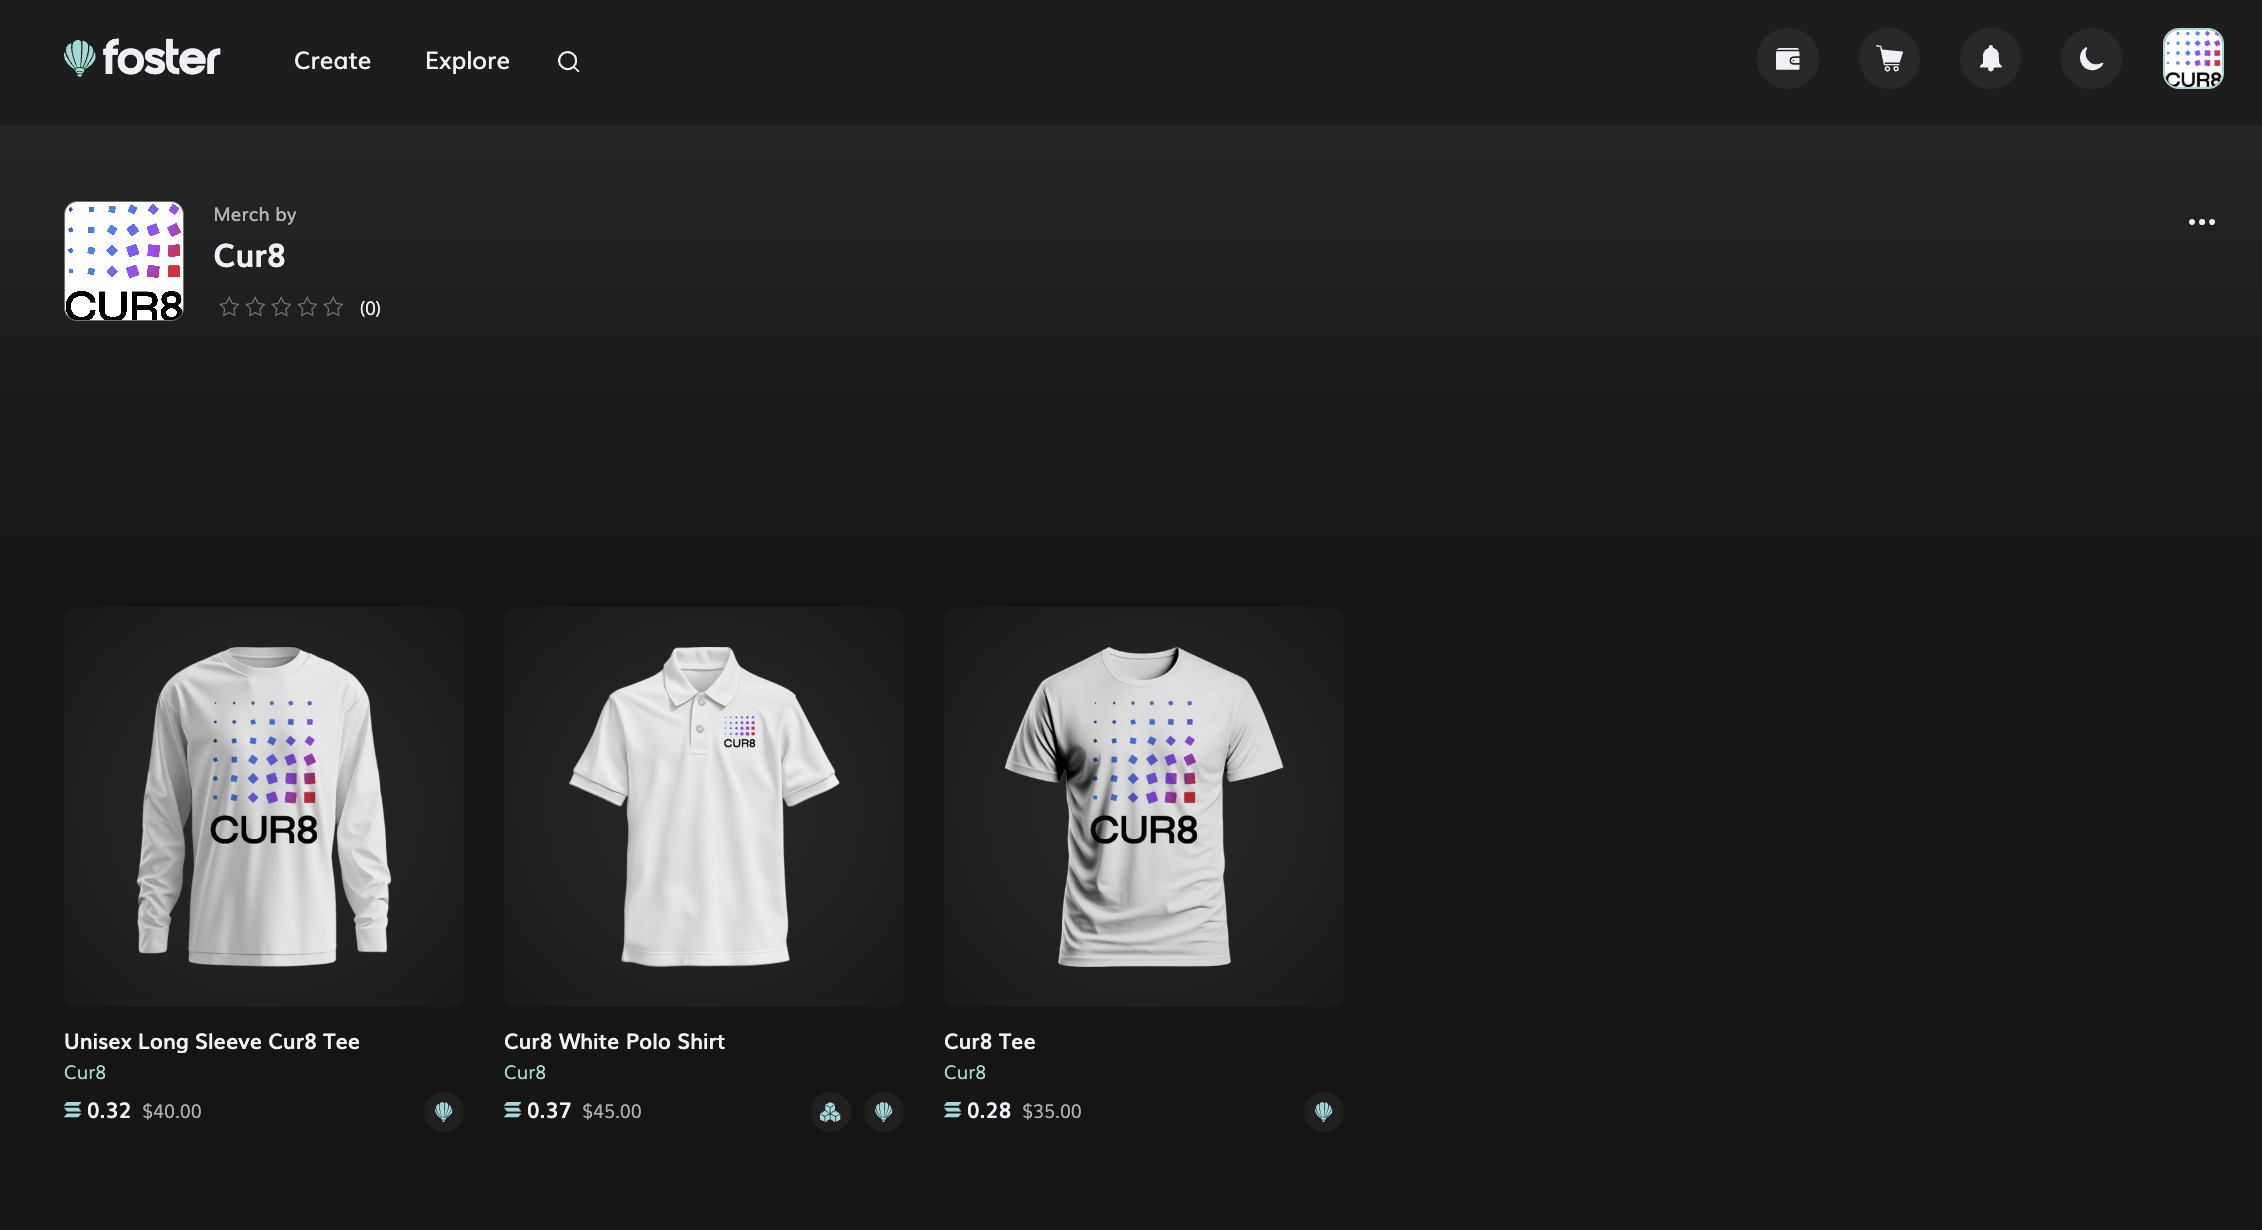 foster
Create
Explore
CUR8
Merch by
Cur8
(0)
CUR8
CUR8
CUR8
CUR8
Unisex Long Sleeve Cur8 Tee
Cur8
0.32 $40.00
Cur8 White Polo Shirt
Cur8
0.37 $45.00
Cur8 Tee
Cur8
0.28 $35.00